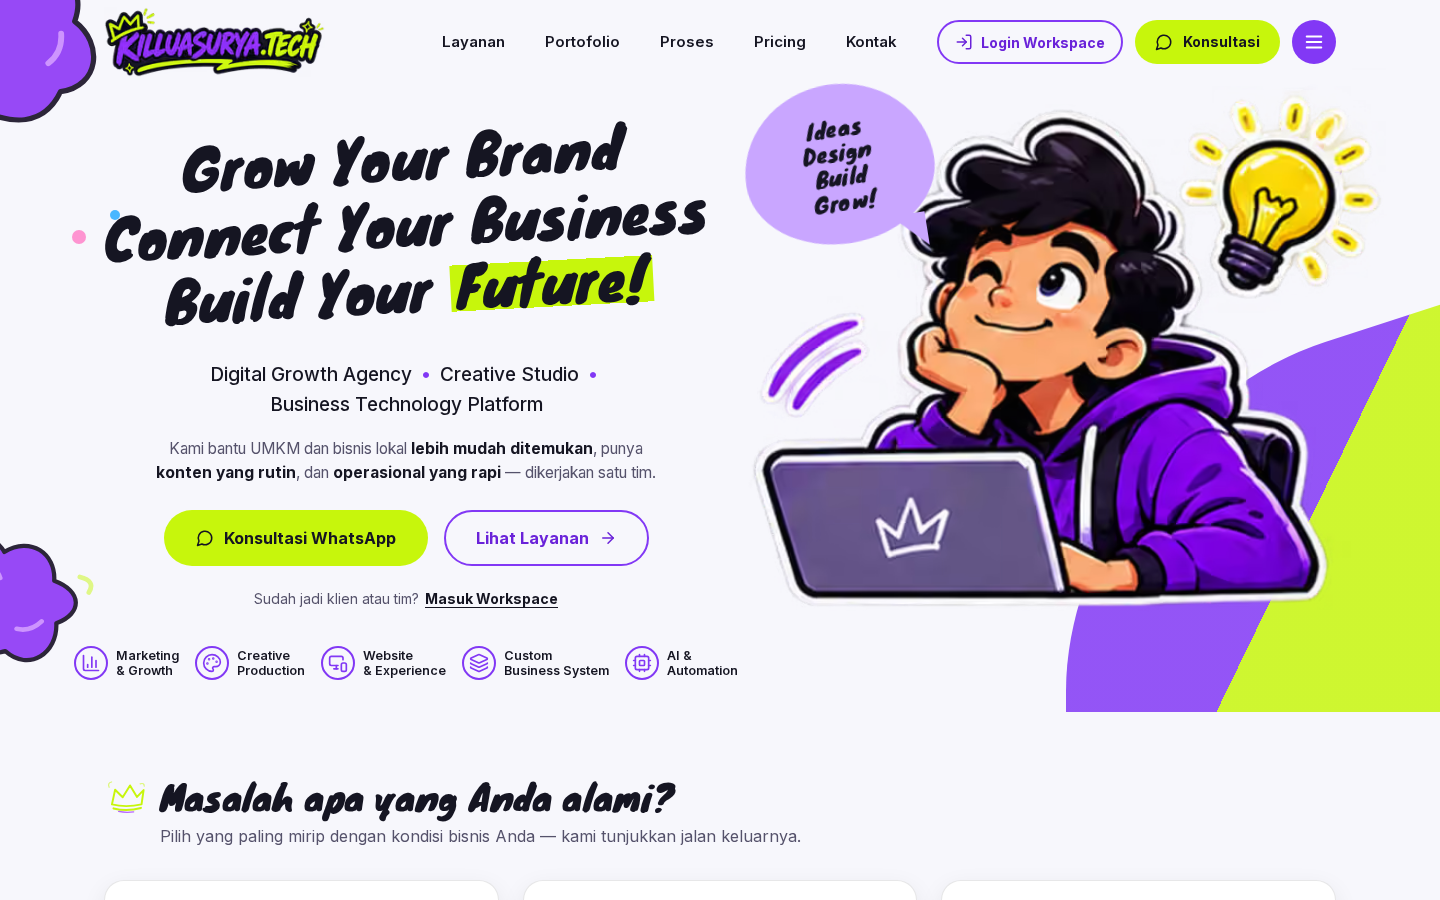 KILLUASURYA.TECH
Layanan
Portofolio
Proses
Pricing
Kontak
Login Workspace
Konsultasi
Grow Your Brand
Connect Your Business
Build Your Future!
Ideas
Design
Build
Grow!
Digital Growth Agency • Creative Studio •
Business Technology Platform
Kami bantu UMKM dan bisnis lokal lebih mudah ditemukan, punya
konten yang rutin, dan operasional yang rapi — dikerjakan satu tim.
Konsultasi WhatsApp
Lihat Layanan
Sudah jadi klien atau tim? Masuk Workspace
Marketing
& Growth
Creative
Production
Website
& Experience
Custom
Business System
AI &
Automation
Masalah apa yang Anda alami?
Pilih yang paling mirip dengan kondisi bisnis Anda — kami tunjukkan jalan keluarnya.